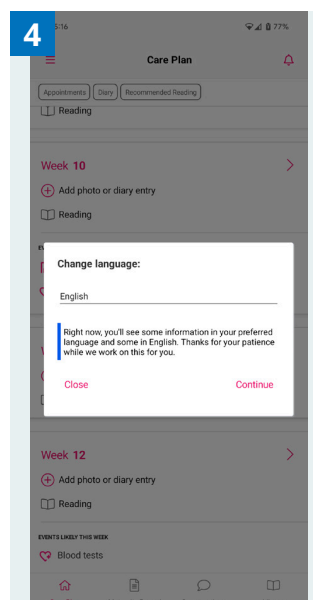 4
5:16
77%
Care Plan
Appointments
Diary
Recommended Reading
Reading
Week 10
Add photo or diary entry
Reading
Change language:
English
Right now, you'll see some information in your preferred
language and some in English. Thanks for your patience
while we work on this for you.
Close
Continue
Week 12
Add photo or diary entry
Reading
EVENTS LIKELY THIS WEEK
Blood tests